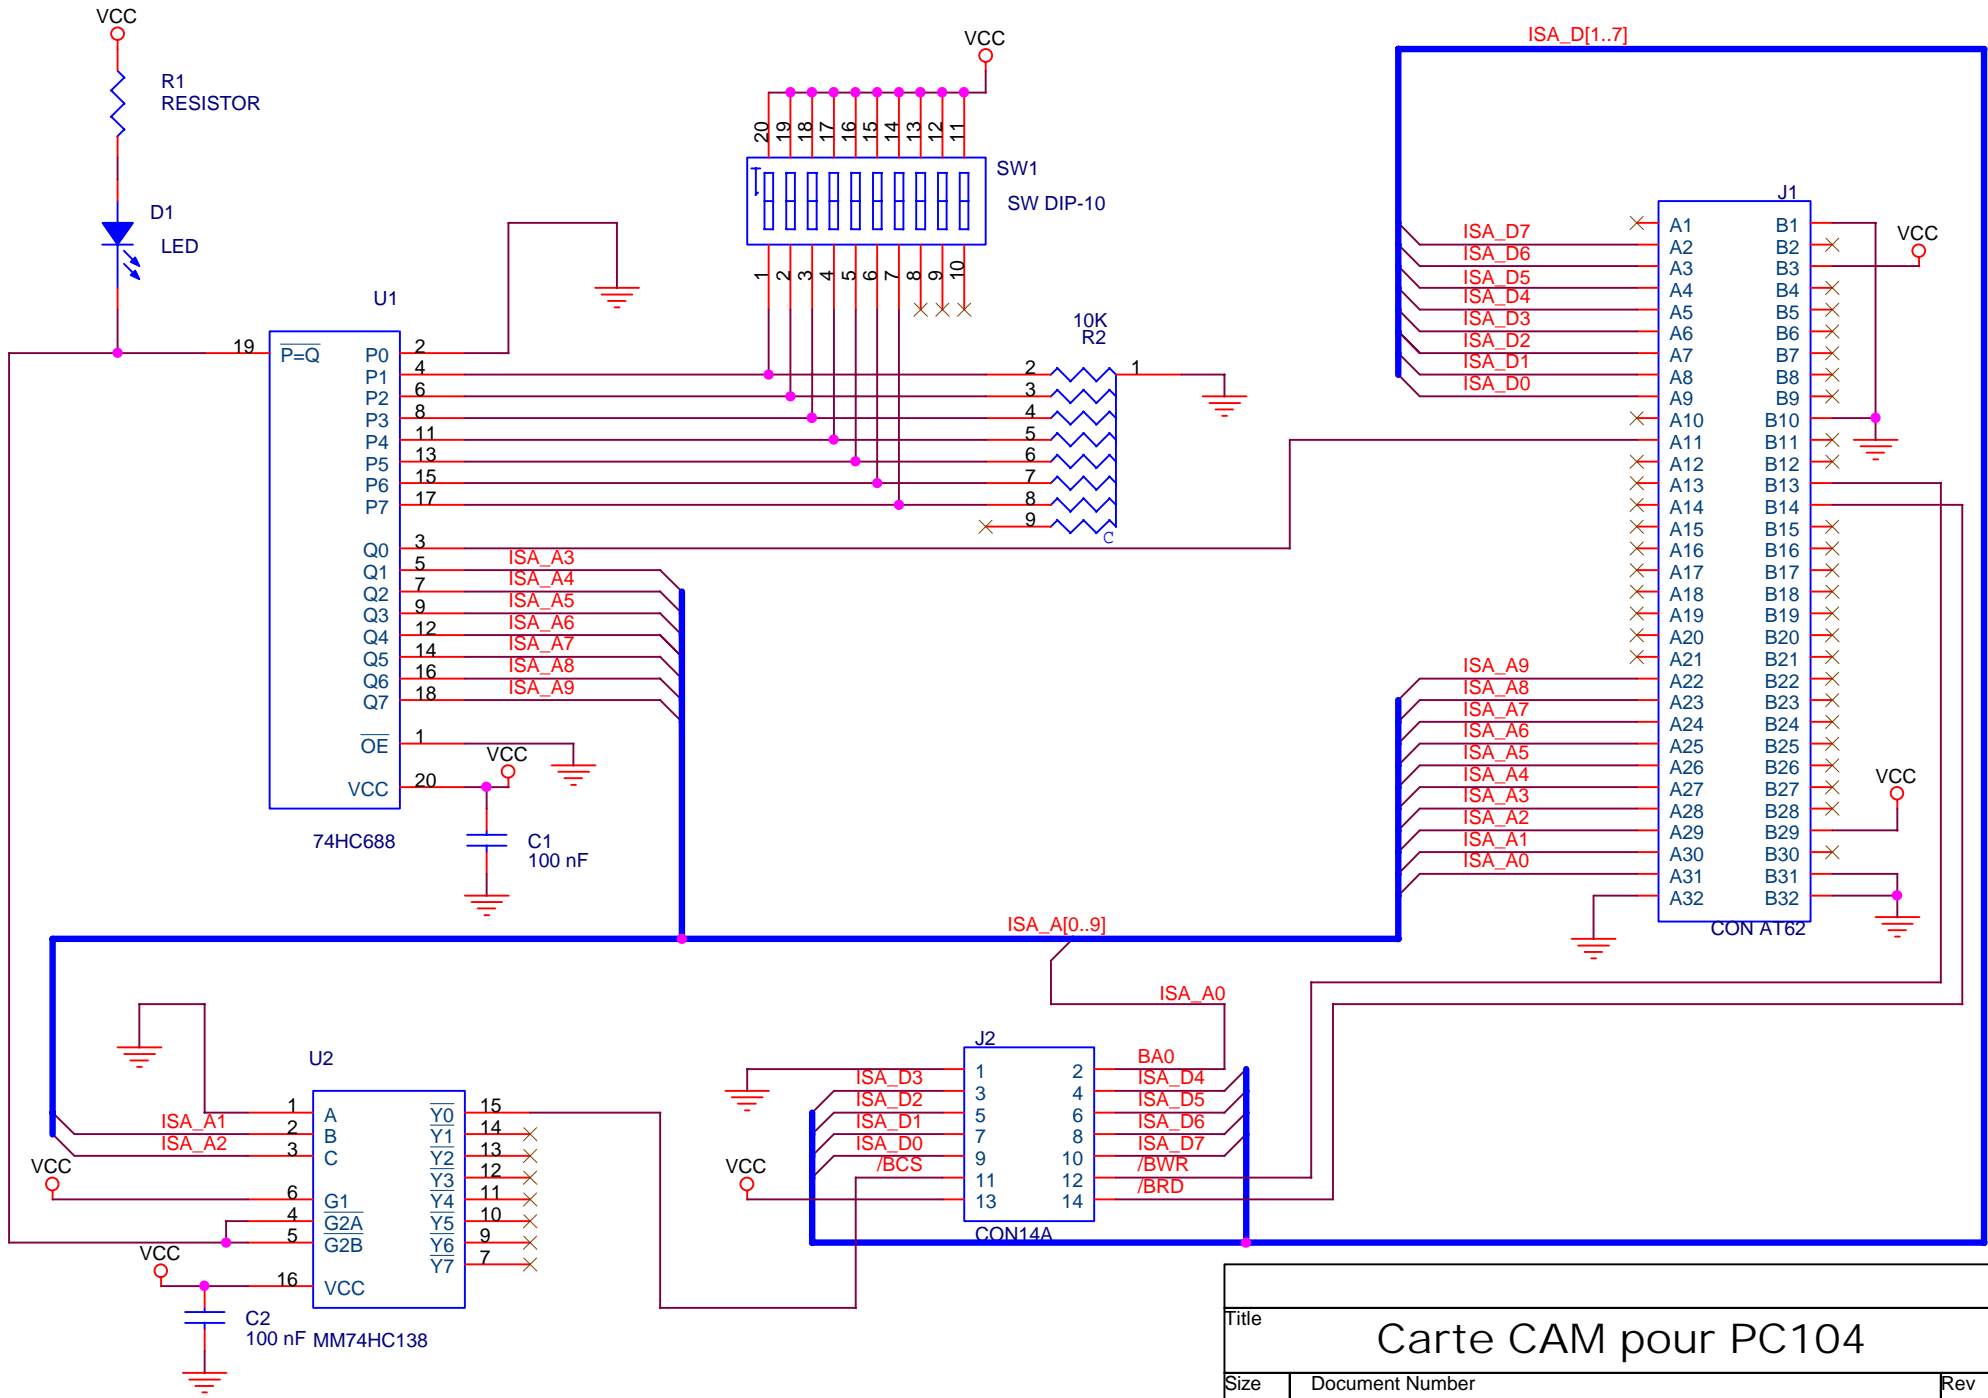 VCC
R1
RESISTOR
D1
LED
VCC
20 19 18 17 16 15 14 13 12 11
SW1
SW DIP-10
1 2 3 4 5 6 7 8 9 10
U1
19 P=Q
P0 2
P1 4
P2 6
P3 8
P4 11
P5 13
P6 15
P7 17
Q0 3
Q1 5 ISA_A3
Q2 7 ISA_A4
Q3 9 ISA_A5
Q4 12 ISA_A6
Q5 14 ISA_A7
Q6 16 ISA_A8
Q7 18 ISA_A9
OE 1
VCC 20
VCC
74HC688
C1
100 nF
10K
R2
2 1
3
4
5
6
7
8
9
C
ISA_D[1..7]
J1
A1 B1
ISA_D7 A2 B2
ISA_D6 A3 B3
VCC
ISA_D5 A4 B4
ISA_D4 A5 B5
ISA_D3 A6 B6
ISA_D2 A7 B7
ISA_D1 A8 B8
ISA_D0 A9 B9
A10 B10
A11 B11
A12 B12
A13 B13
A14 B14
A15 B15
A16 B16
A17 B17
A18 B18
A19 B19
A20 B20
A21 B21
ISA_A9 A22 B22
ISA_A8 A23 B23
ISA_A7 A24 B24
ISA_A6 A25 B25
ISA_A5 A26 B26
ISA_A4 A27 B27
ISA_A3 A28 B28
ISA_A2 A29 B29
VCC
ISA_A1 A30 B30
ISA_A0 A31 B31
A32 B32
CON AT62
ISA_A[0..9]
ISA_A0
U2
1 A
ISA_A1 2 B
ISA_A2 3 C
VCC
6 G1
4 G2A
5 G2B
VCC
16 VCC
Y0 15
Y1 14
Y2 13
Y3 12
Y4 11
Y5 10
Y6 9
Y7 7
C2
100 nF
MM74HC138
J2
1 2 BA0
ISA_D3 3 4 ISA_D4
ISA_D2 5 6 ISA_D5
ISA_D1 7 8 ISA_D6
ISA_D0 9 10 ISA_D7
/BCS 11 12 /BWR
VCC 13 14 /BRD
CON14A
Title
Carte CAM pour PC104
Size Document Number Rev